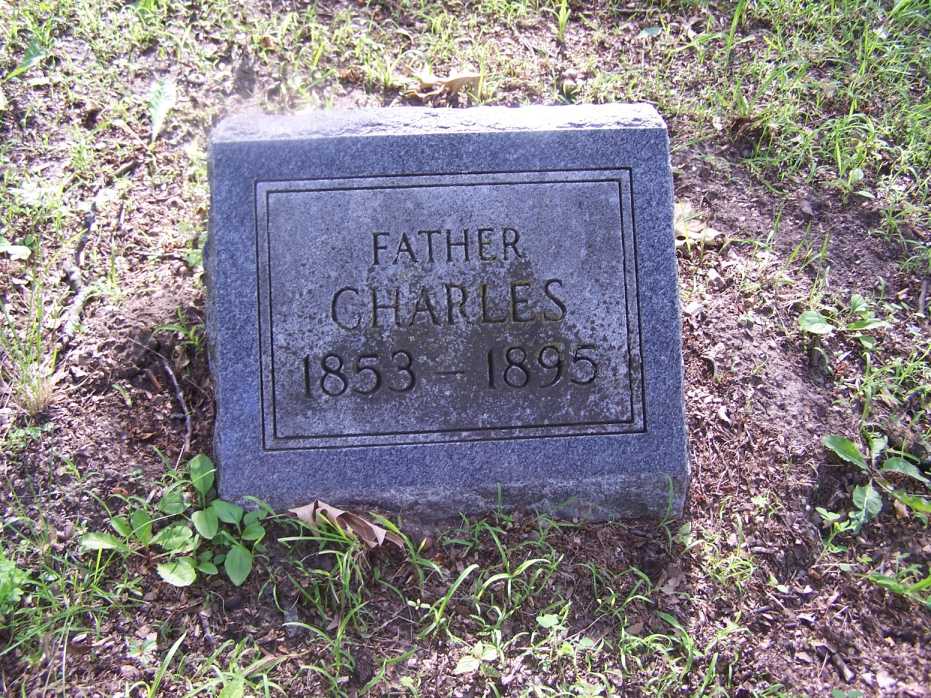 FATHER
CHARLES
1853 - 1895